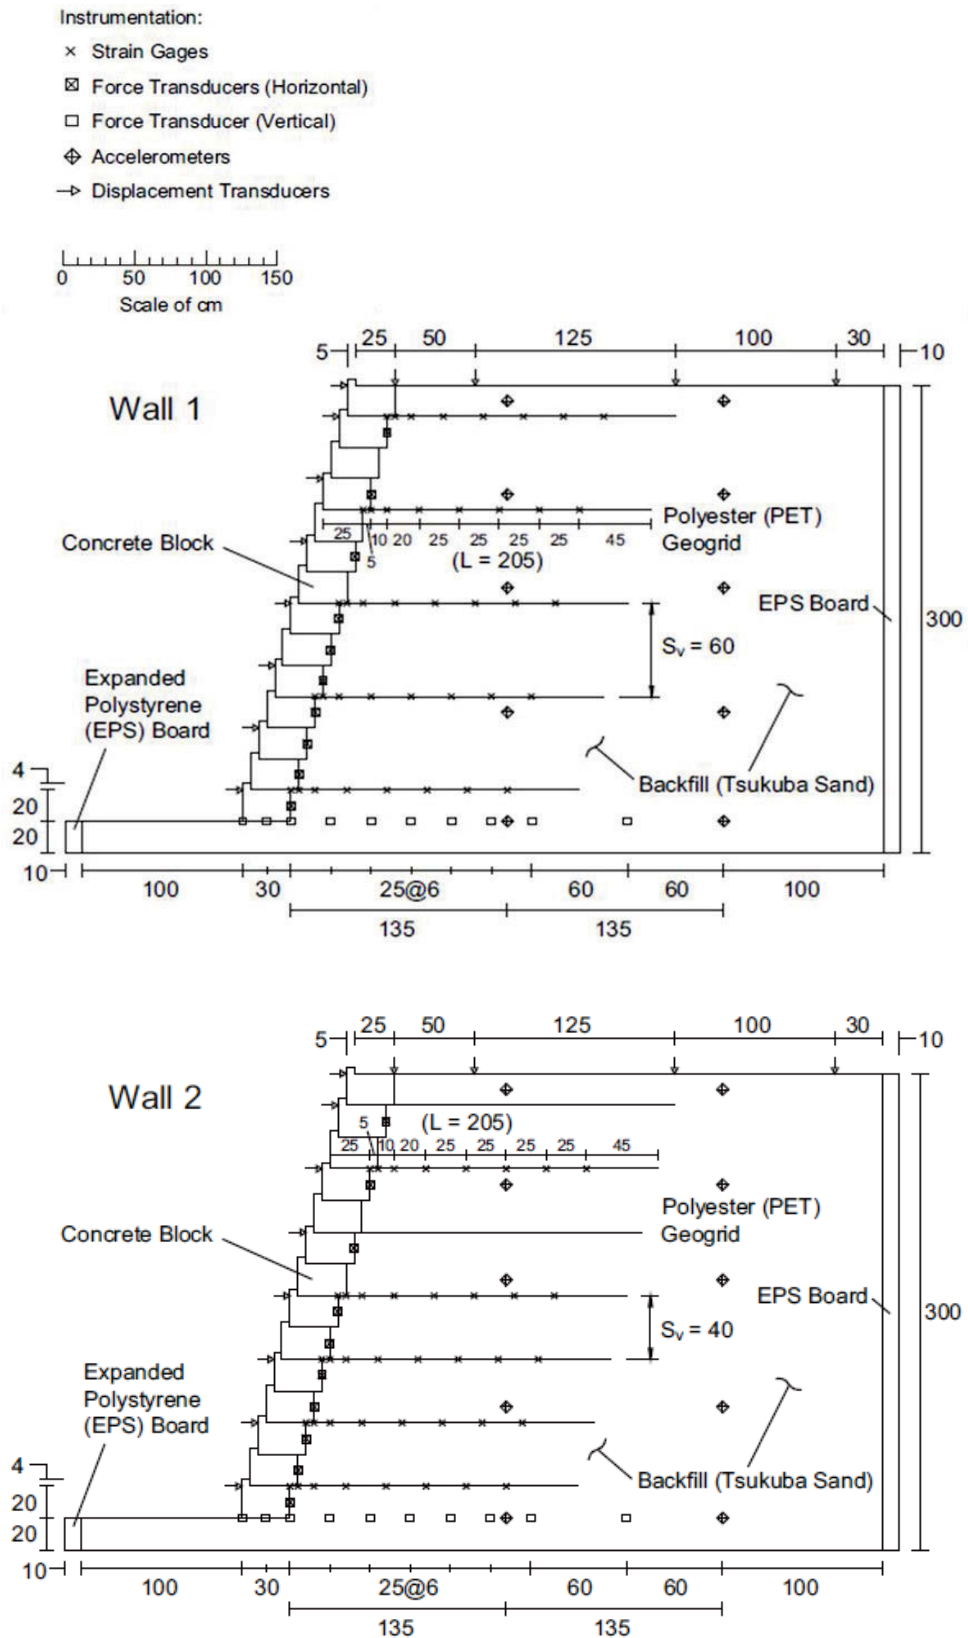 Instrumentation:
Strain Gages
Force Transducers (Horizontal)
Force Transducer (Vertical)
Accelerometers
Displacement Transducers
0 50 100 150
Scale of cm
5 25 50 125 100 30 10
Wall 1
Concrete Block
25 5 10 20 25 25 25 25 45
(L = 205)
Polyester (PET)
Geogrid
EPS Board
300
Sv = 60
Expanded
Polystyrene
(EPS) Board
Backfill (Tsukuba Sand)
4
20
20
10 100 30 25@6 60 60 100
135 135
5 25 50 125 100 30 10
Wall 2
5 (L = 205)
25 10 20 25 25 25 25 45
Polyester (PET)
Geogrid
Concrete Block
EPS Board
300
Sv = 40
Expanded
Polystyrene
(EPS) Board
Backfill (Tsukuba Sand)
4
20
20
10 100 30 25@6 60 60 100
135 135